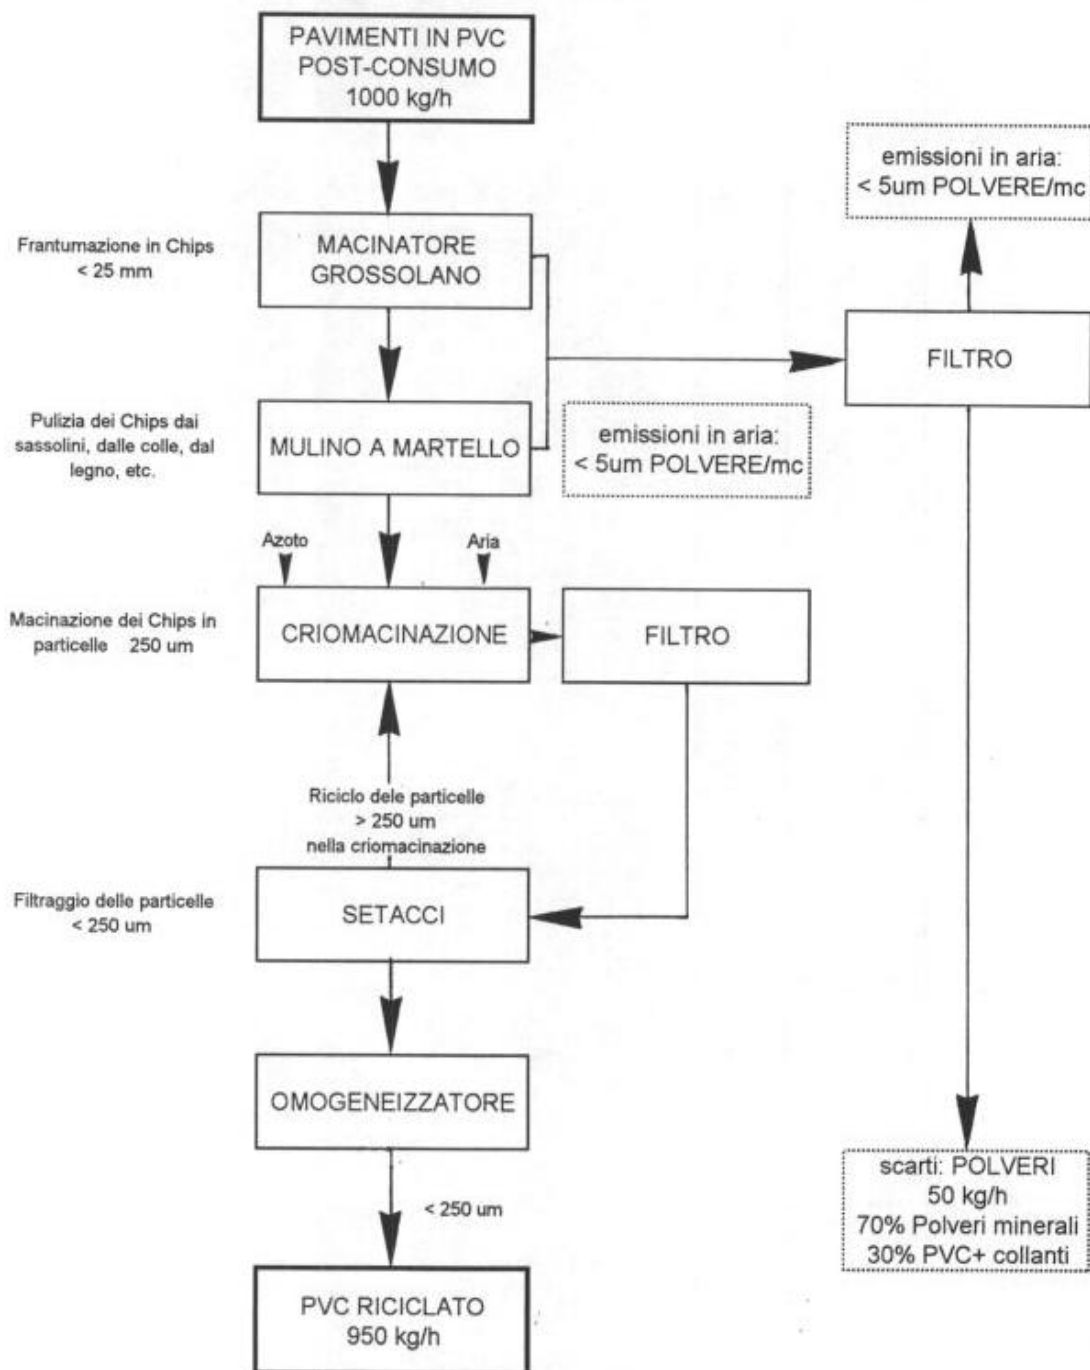 PAVIMENTI IN PVC
POST-CONSUMO
1000 kg/h
emissioni in aria:
< 5um POLVERE/mc
Frantumazione in Chips
< 25 mm
MACINATORE
GROSSOLANO
FILTRO
Pulizia dei Chips dai
sassolini, dalle colle, dal
legno, etc.
MULINO A MARTELLO
emissioni in aria:
< 5um POLVERE/mc
Azoto
Aria
Macinazione dei Chips in
particelle 250 um
CRIOMACINAZIONE
FILTRO
Riciclo dele particelle
> 250 um
nella criomacinazione
Filtraggio delle particelle
< 250 um
SETACCI
OMOGENEIZZATORE
< 250 um
scarti: POLVERI
50 kg/h
70% Polveri minerali
30% PVC+ collanti
PVC RICICLATO
950 kg/h